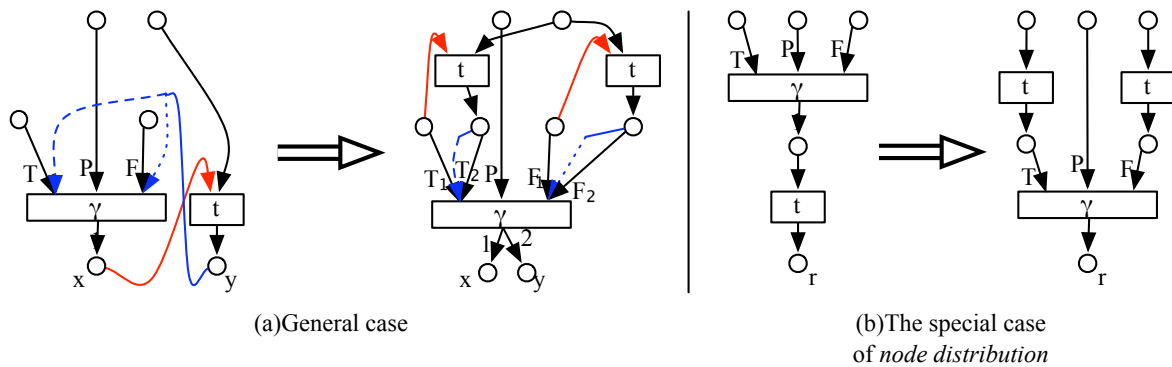 t
t
T
P
F
T₁
T₂
P
F₁
F₂
γ
t
γ
1
2
x
y
x
y
(a)General case
T
P
F
γ
t
t
t
T
P
F
γ
r
r
(b)The special case
of node distribution